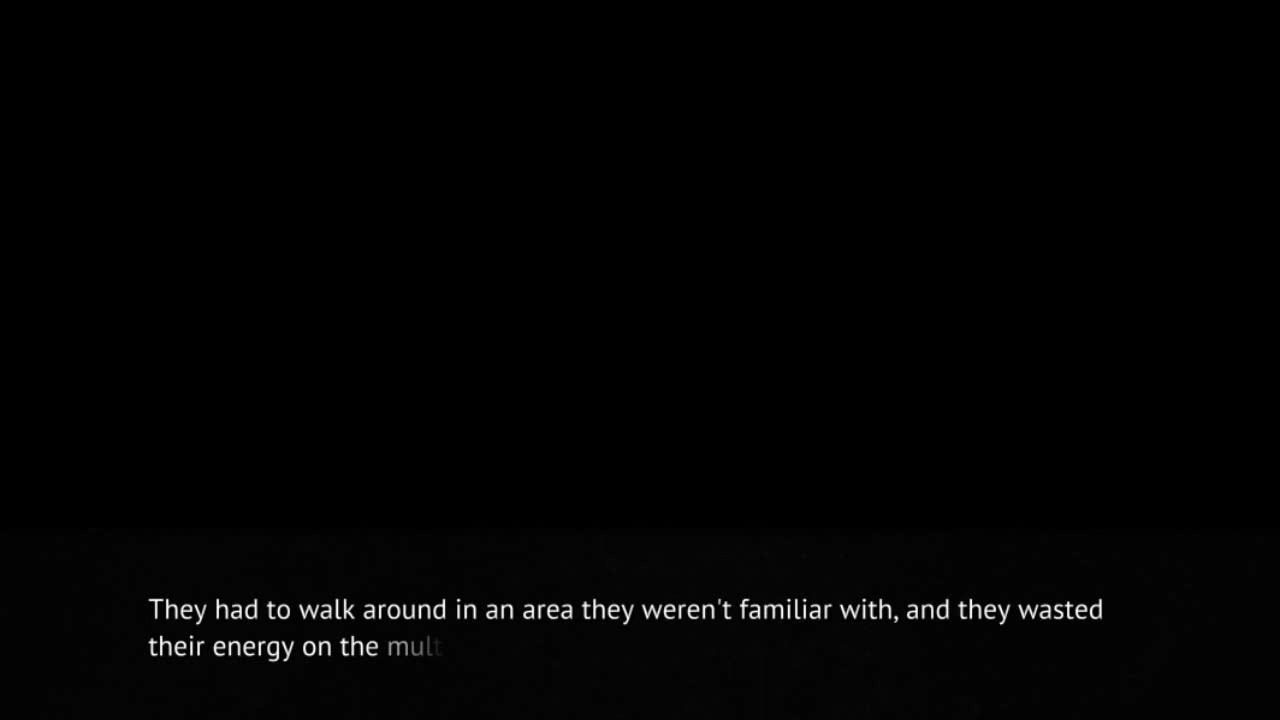 They had to walk around in an area they weren't familiar with, and they wasted
their energy on the mult